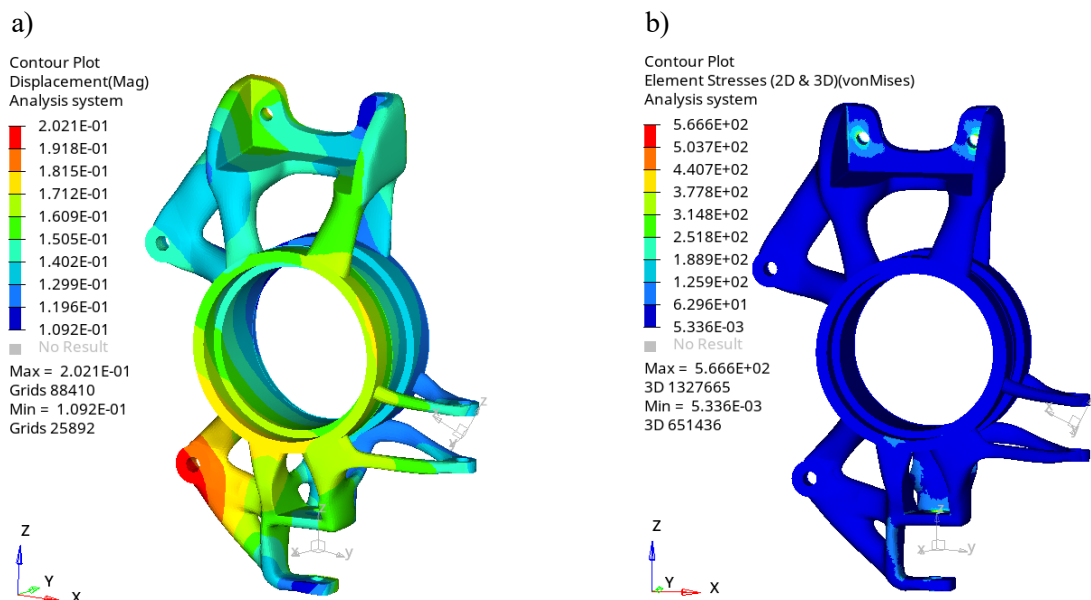 a)
Contour Plot
Displacement(Mag)
Analysis system
2.021E-01
1.918E-01
1.815E-01
1.712E-01
1.609E-01
1.505E-01
1.402E-01
1.299E-01
1.196E-01
1.092E-01
No Result
Max = 2.021E-01
Grids 88410
Min = 1.092E-01
Grids 25892
z
z
x
y
Z
Y
X
b)
Contour Plot
Element Stresses (2D & 3D)(vonMises)
Analysis system
5.666E+02
5.037E+02
4.407E+02
3.778E+02
3.148E+02
2.518E+02
1.889E+02
1.259E+02
6.296E+01
5.336E-03
No Result
Max = 5.666E+02
3D 1327665
Min = 5.336E-03
3D 651436
z
x
y
Z
Y
X